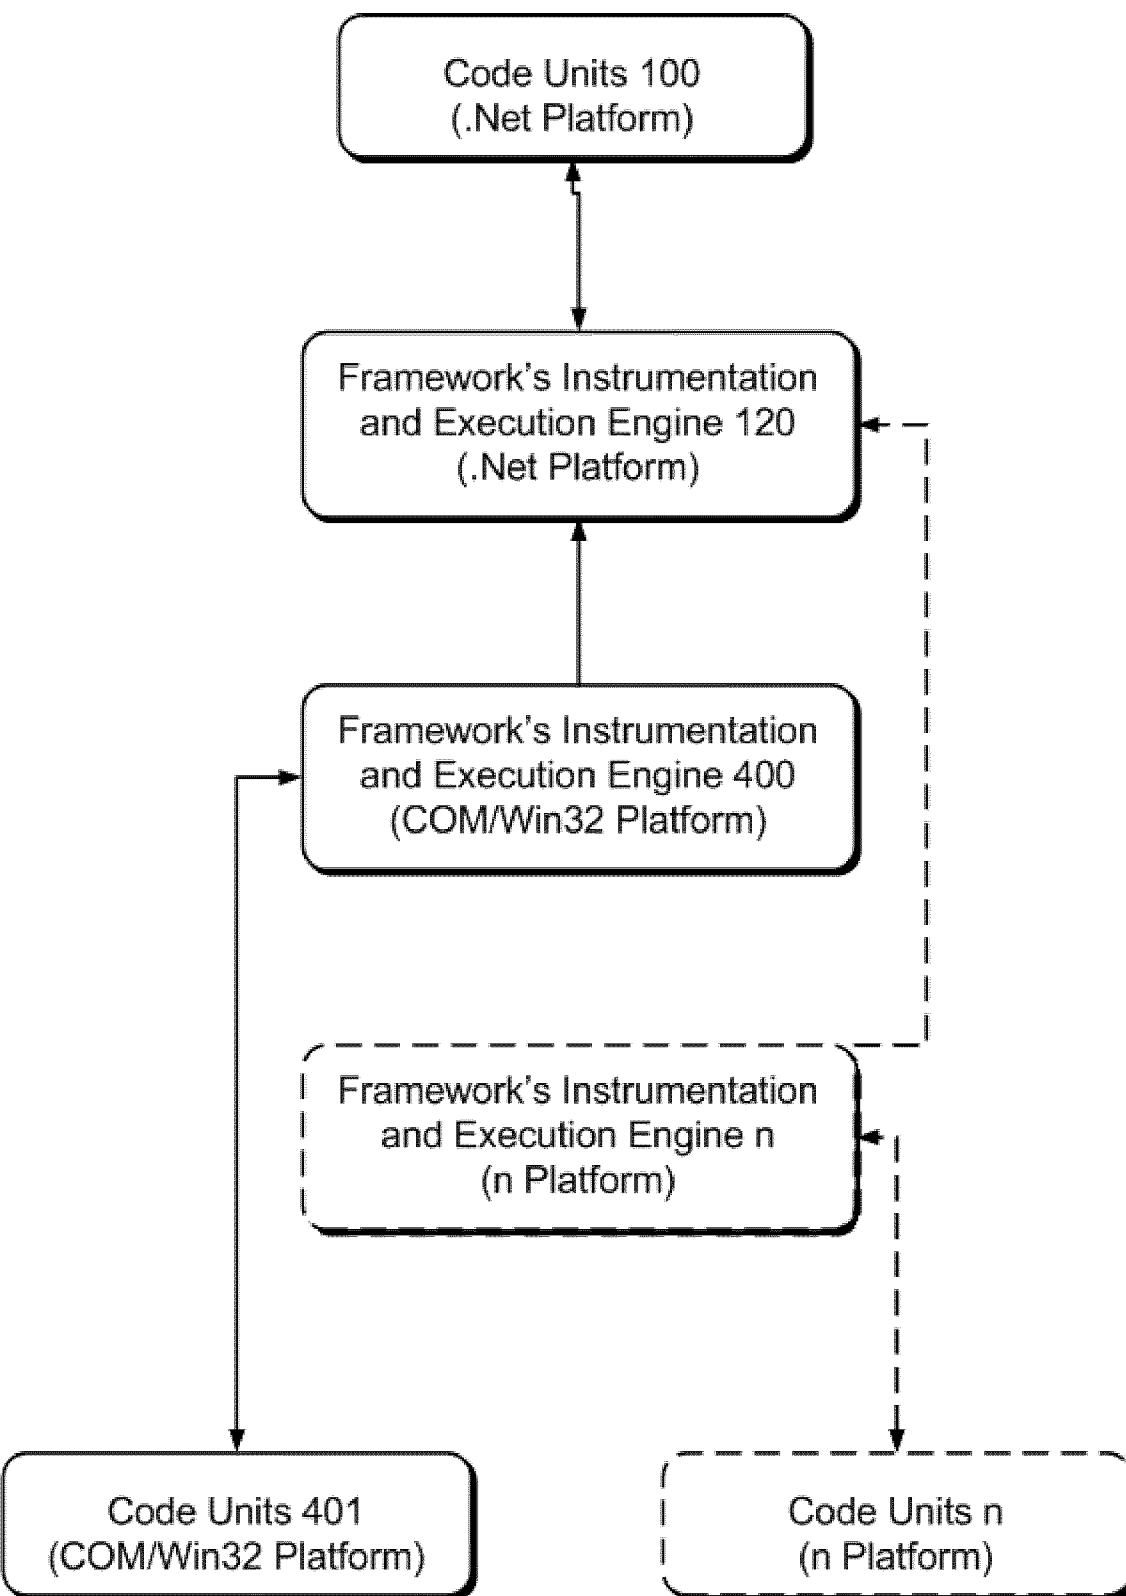 Code Units 100
(.Net Platform)
Framework's Instrumentation
and Execution Engine 120
(.Net Platform)
Framework's Instrumentation
and Execution Engine 400
(COM/Win32 Platform)
Framework's Instrumentation
and Execution Engine n
(n Platform)
Code Units 401
(COM/Win32 Platform)
Code Units n
(n Platform)